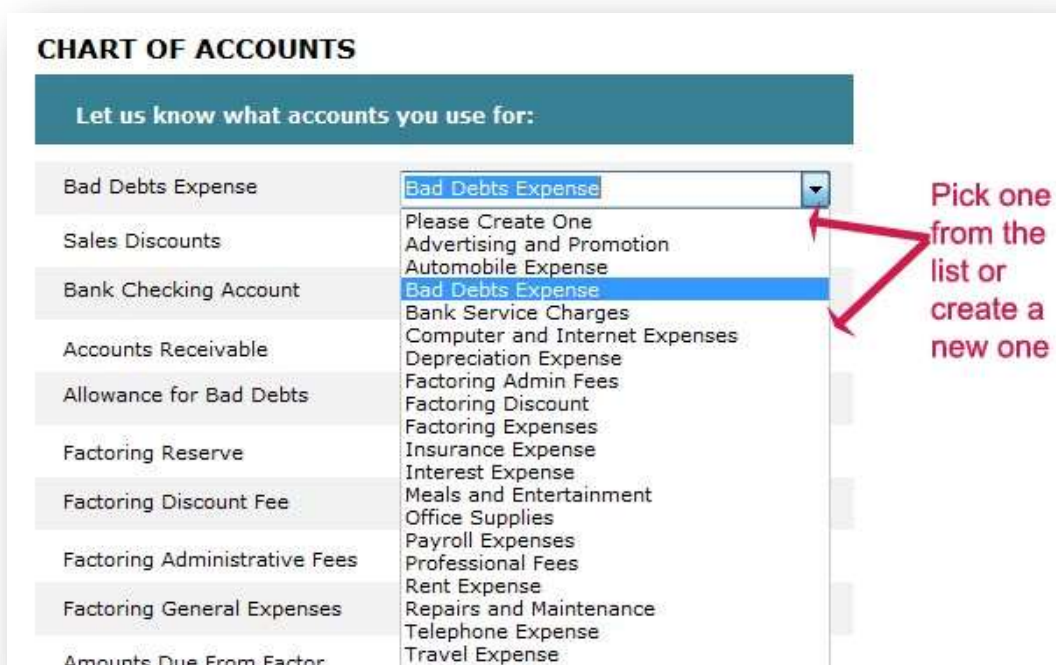 CHART OF ACCOUNTS
Let us know what accounts you use for:
Bad Debts Expense
Sales Discounts
Bank Checking Account
Accounts Receivable
Allowance for Bad Debts
Factoring Reserve
Factoring Discount Fee
Factoring Administrative Fees
Factoring General Expenses
Amounts Due From Factor
Bad Debts Expense
Please Create One
Advertising and Promotion
Automobile Expense
Bad Debts Expense
Bank Service Charges
Computer and Internet Expenses
Depreciation Expense
Factoring Admin Fees
Factoring Discount
Factoring Expenses
Insurance Expense
Interest Expense
Meals and Entertainment
Office Supplies
Payroll Expenses
Professional Fees
Rent Expense
Repairs and Maintenance
Telephone Expense
Travel Expense
Pick one
from the
list or
create a
new one